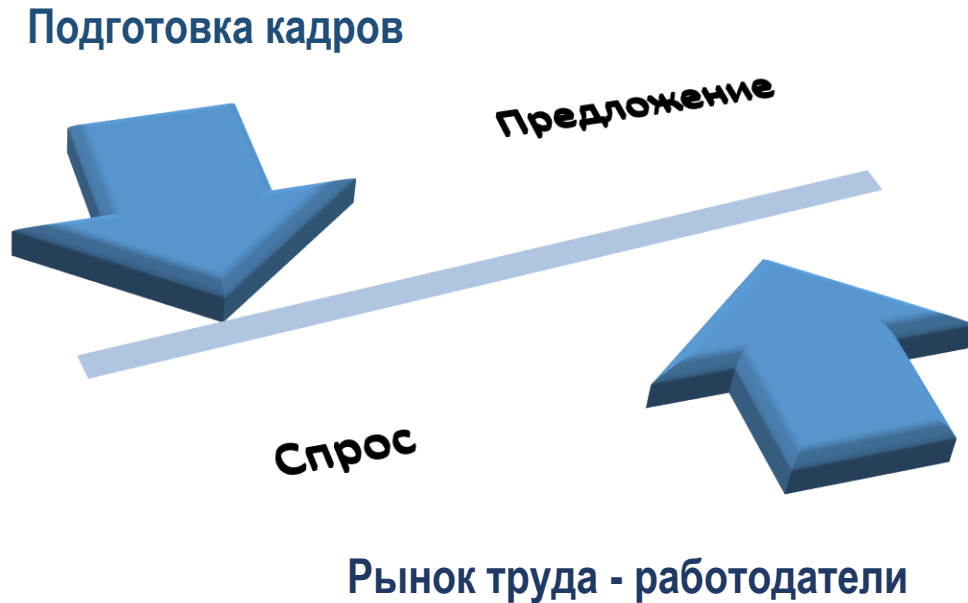 Подготовка кадров
Предложение
Спрос
Рынок труда - работодатели